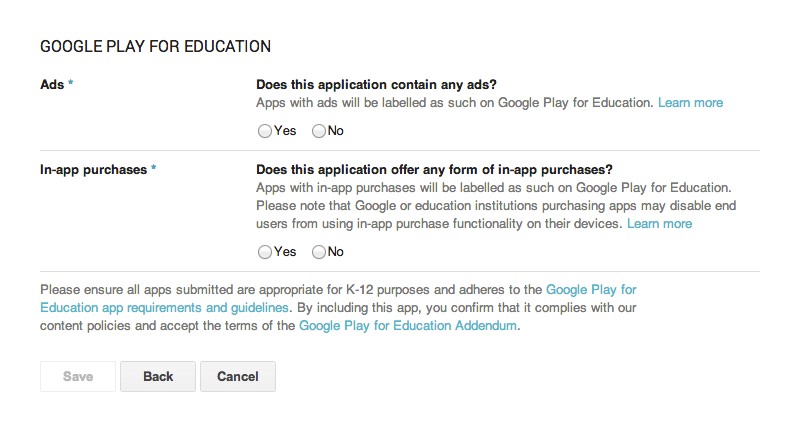 GOOGLE PLAY FOR EDUCATION
Ads *
Does this application contain any ads?
Apps with ads will be labelled as such on Google Play for Education. Learn more
Yes No
In-app purchases *
Does this application offer any form of in-app purchases?
Apps with in-app purchases will be labelled as such on Google Play for Education.
Please note that Google or education institutions purchasing apps may disable end
users from using in-app purchase functionality on their devices. Learn more
Yes No
Please ensure all apps submitted are appropriate for K-12 purposes and adheres to the Google Play for
Education app requirements and guidelines. By including this app, you confirm that it complies with our
content policies and accept the terms of the Google Play for Education Addendum.
Save Back Cancel